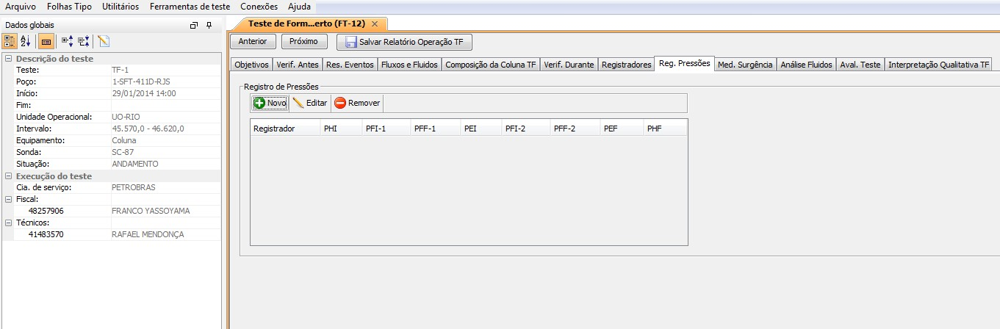 Arquivo Folhas Tipo Utilitários Ferramentas de teste Conexões Ajuda
Dados globais
Descrição do teste
Teste: TF-1
Poço: 1-SFT-411D-RJS
Início: 29/01/2014 14:00
Fim:
Unidade Operacional: UO-RIO
Intervalo: 45.570,0 - 46.620,0
Equipamento: Coluna
Sonda: SC-87
Situação: ANDAMENTO
Execução do teste
Cia. de serviço: PETROBRAS
Fiscal:
48257906 FRANCO YASSOYAMA
Técnicos:
41483570 RAFAEL MENDONÇA
Teste de Form...erto (FT-12)
Anterior Próximo Salvar Relatório Operação TF
Objetivos Verif. Antes Res. Eventos Fluxos e Fluidos Composição da Coluna TF Verif. Durante Registradores Reg. Pressões Med. Surgência Análise Fluidos Aval. Teste Interpretação Qualitativa TF
Registro de Pressões
Novo Editar Remover
Registrador PHI PFI-1 PFF-1 PEI PFI-2 PFF-2 PEF PHF